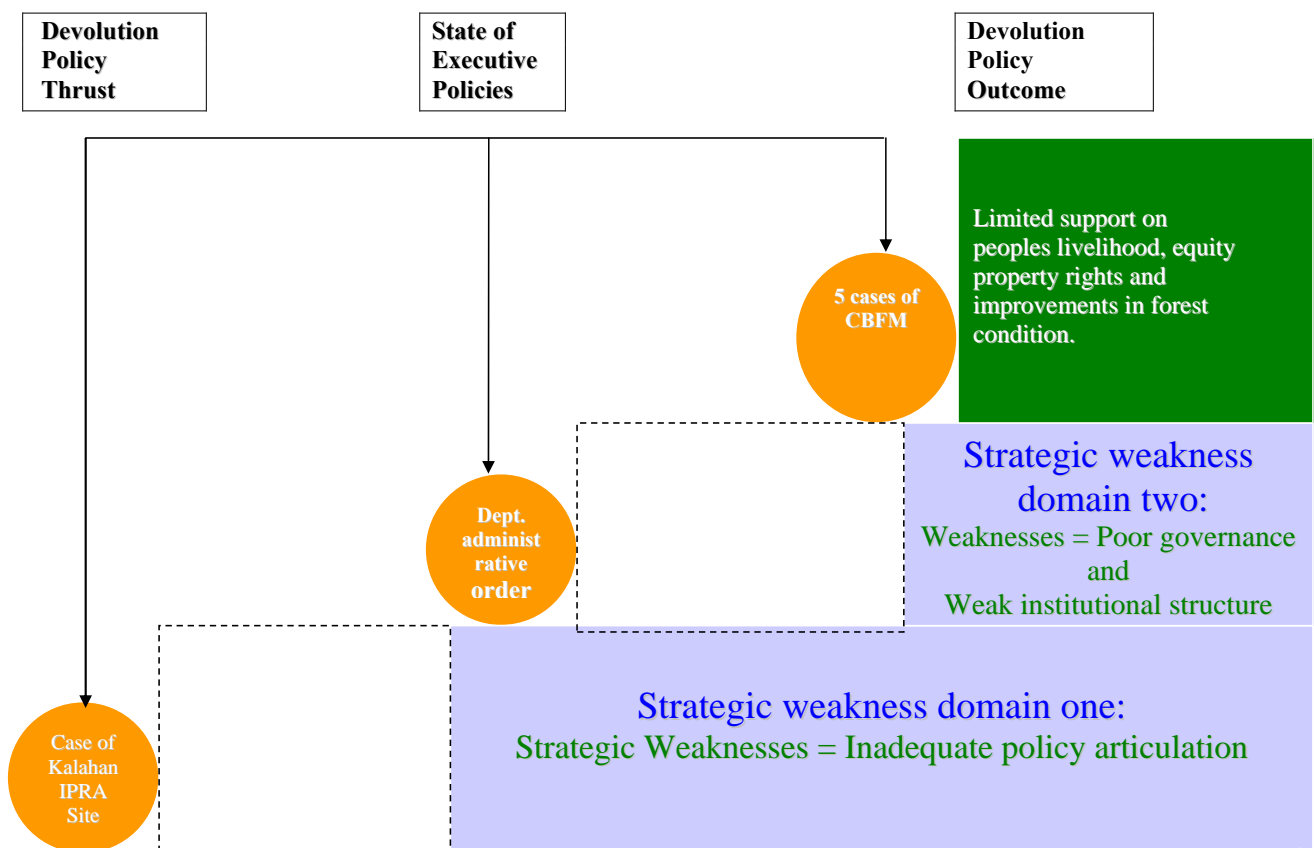 Devolution
Policy
Thrust
State of
Executive
Policies
Devolution
Policy
Outcome
Limited support on
peoples livelihood, equity
property rights and
improvements in forest
condition.
5 cases of
CBFM
Strategic weakness
domain two:
Weaknesses = Poor governance
and
Weak institutional structure
Dept.
administ
rative
order
Strategic weakness domain one:
Strategic Weaknesses = Inadequate policy articulation
Case of
Kalahan
IPRA
Site